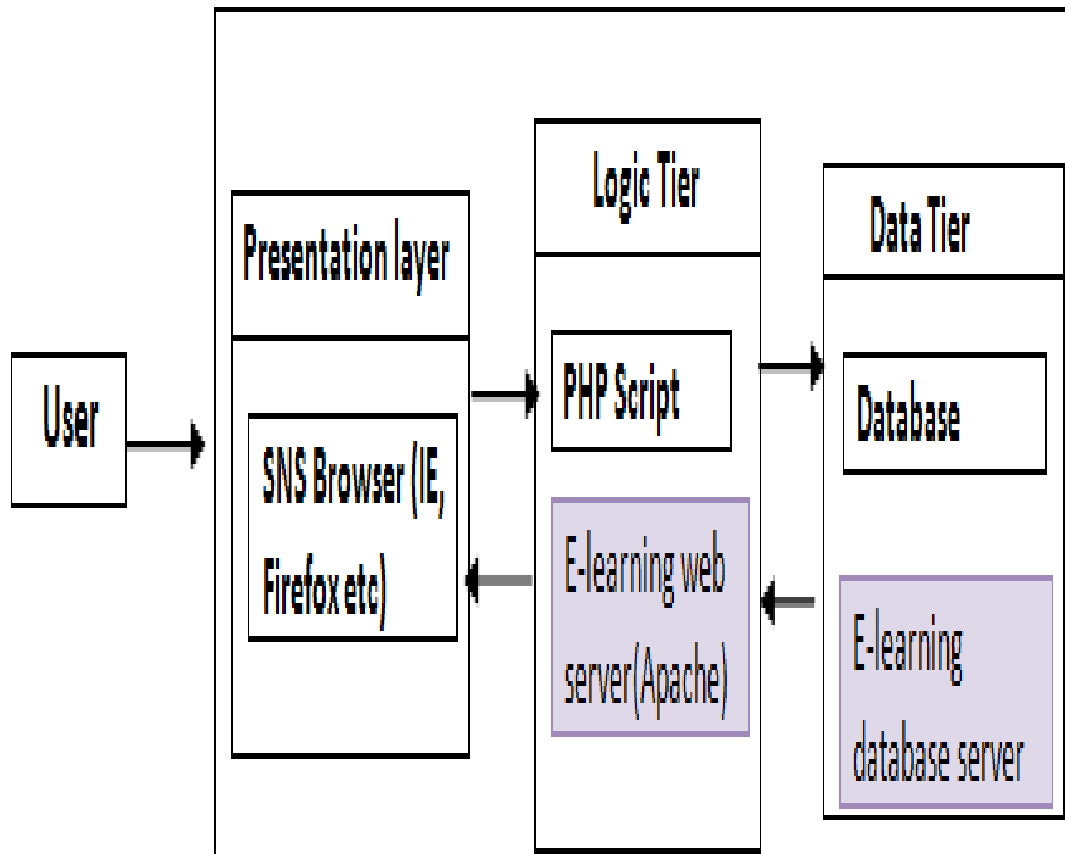 User
Presentation layer
SNS Browser (IE,
Firefox etc)
Logic Tier
PHP Script
E-learning web
server(Apache)
Data Tier
Database
E-learning
database server